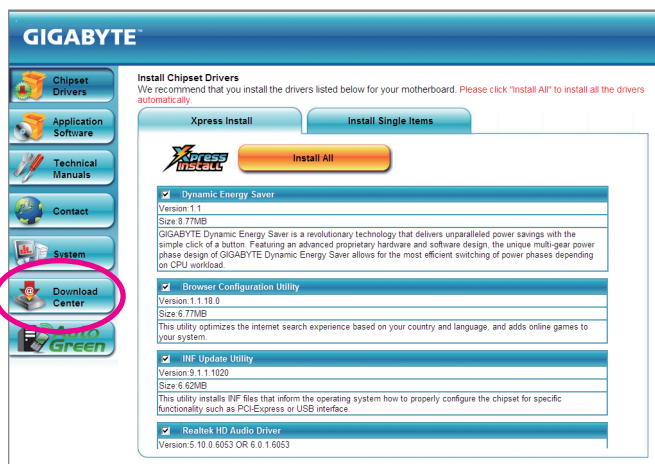 GIGABYTE™
Chipset
Drivers
Application
Software
Technical
Manuals
Contact
System
Download
Center
Auto
Green
Install Chipset Drivers
We recommend that you install the drivers listed below for your motherboard. Please click "Install All" to install all the drivers
automatically.
Xpress Install
Install Single Items
Xpress
Install
Install All
Dynamic Energy Saver
Version:1.1
Size:8.77MB
GIGABYTE Dynamic Energy Saver is a revolutionary technology that delivers unparalleled power savings with the
simple click of a button. Featuring an advanced proprietary hardware and software design, the unique multi-gear power
phase design of GIGABYTE Dynamic Energy Saver allows for the most efficient switching of power phases depending
on CPU workload.
Browser Configuration Utility
Version:1.1.18.0
Size:6.77MB
This utility optimizes the internet search experience based on your country and language, and adds online games to
your system.
INF Update Utility
Version:9.1.1.1020
Size:6.62MB
This utility installs INF files that inform the operating system how to properly configure the chipset for specific
functionality such as PCI-Express or USB interface.
Realtek HD Audio Driver
Version:5.10.0.6053 OR 6.0.1.6053